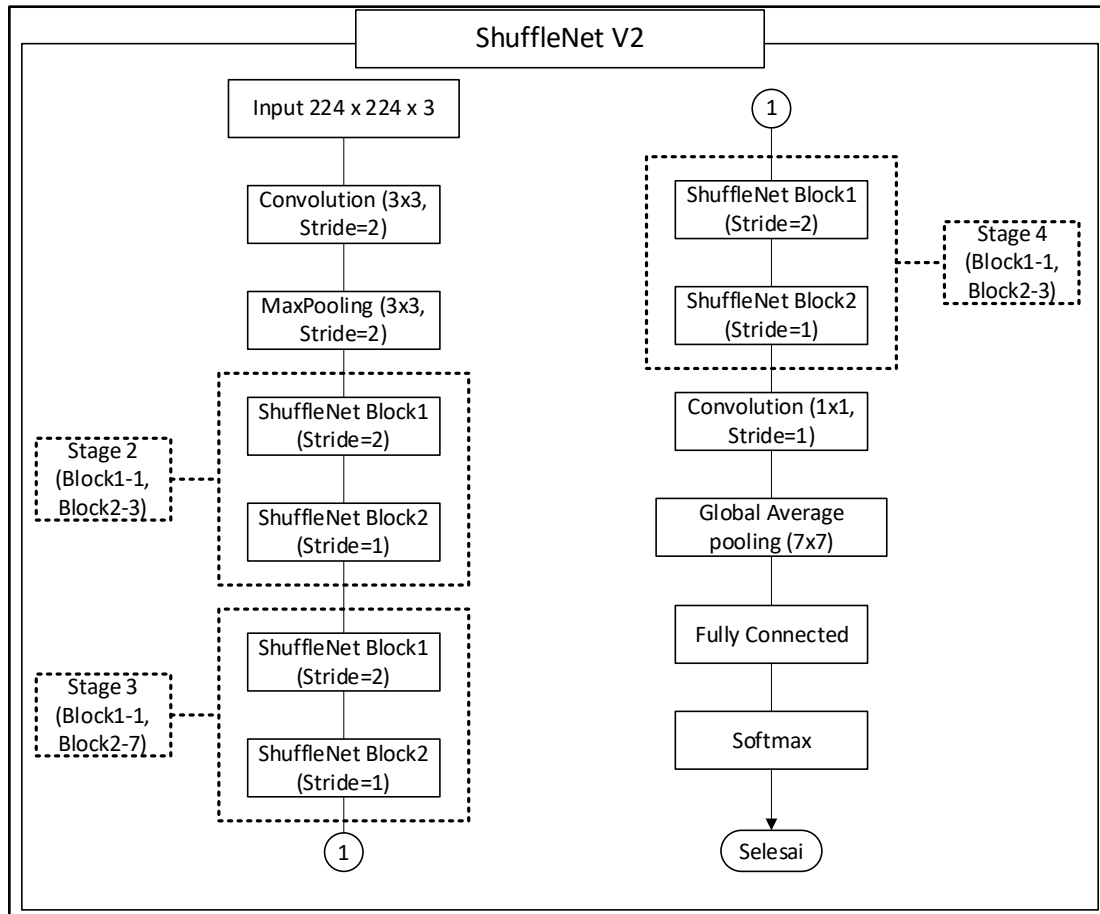 ShuffleNet V2
Input 224 x 224 x 3
Convolution (3x3,
Stride=2)
MaxPooling (3x3,
Stride=2)
ShuffleNet Block1
(Stride=2)
ShuffleNet Block2
(Stride=1)
Stage 2
(Block1-1,
Block2-3)
ShuffleNet Block1
(Stride=2)
ShuffleNet Block2
(Stride=1)
Stage 3
(Block1-1,
Block2-7)
1
1
ShuffleNet Block1
(Stride=2)
ShuffleNet Block2
(Stride=1)
Stage 4
(Block1-1,
Block2-3)
Convolution (1x1,
Stride=1)
Global Average
pooling (7x7)
Fully Connected
Softmax
Selesai